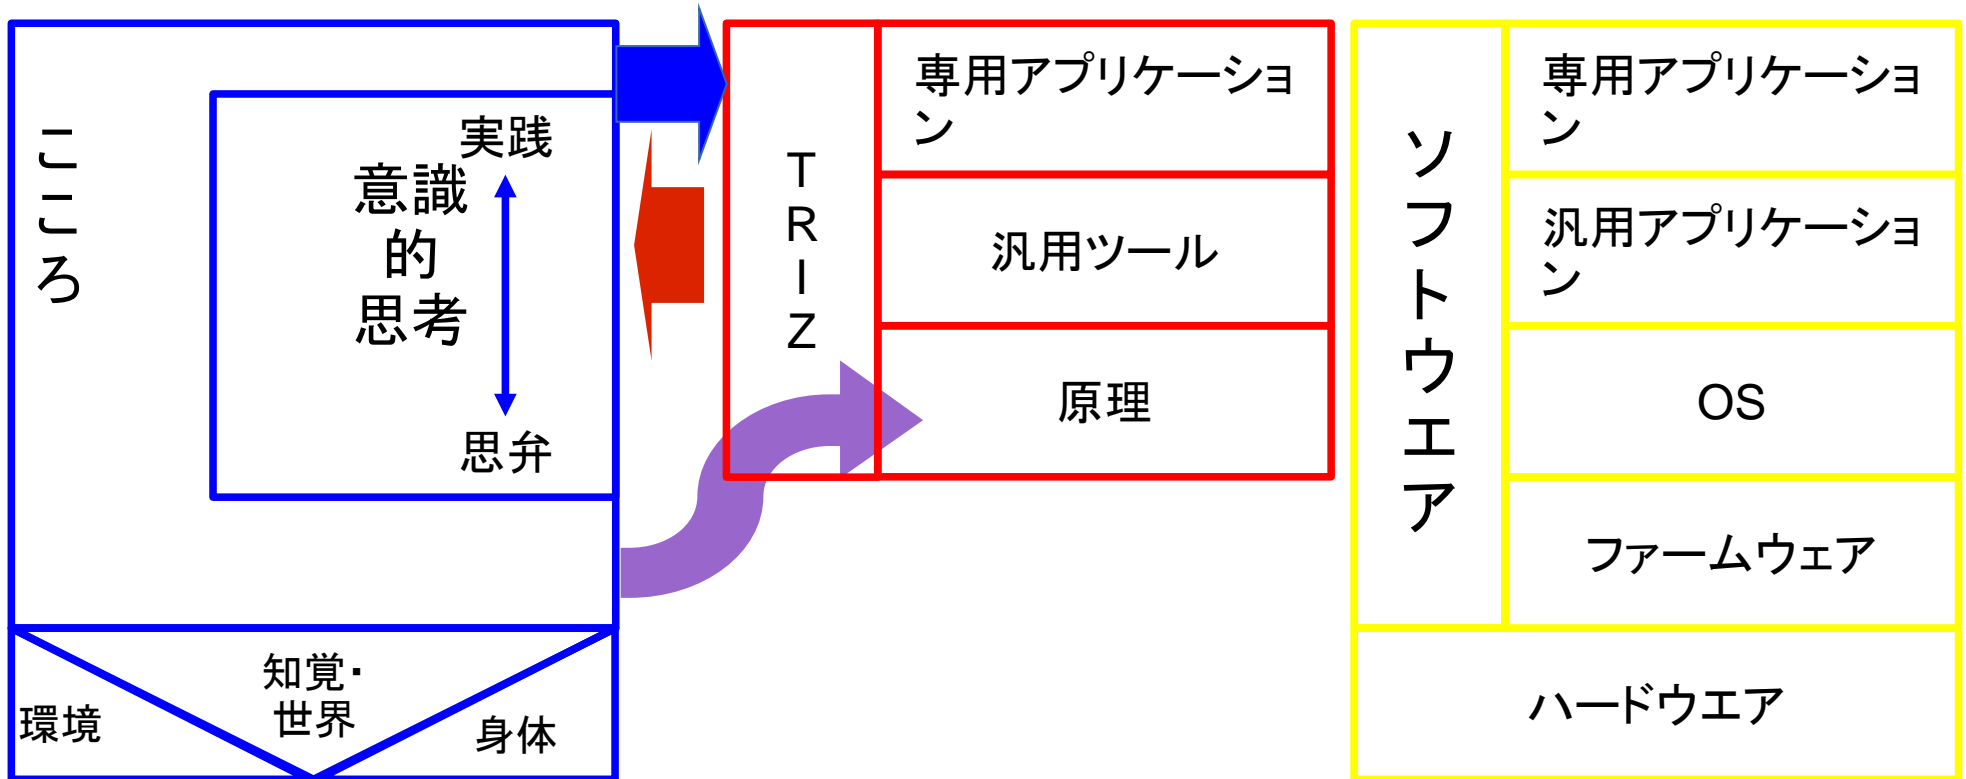 こころ
実践
意識
的
思考
思弁
知覚・
世界
環境
身体
TRIZ
専用アプリケーショ
ン
汎用ツール
原理
ソフトウエア
専用アプリケーショ
ン
汎用アプリケーショ
ン
OS
ファームウェア
ハードウエア